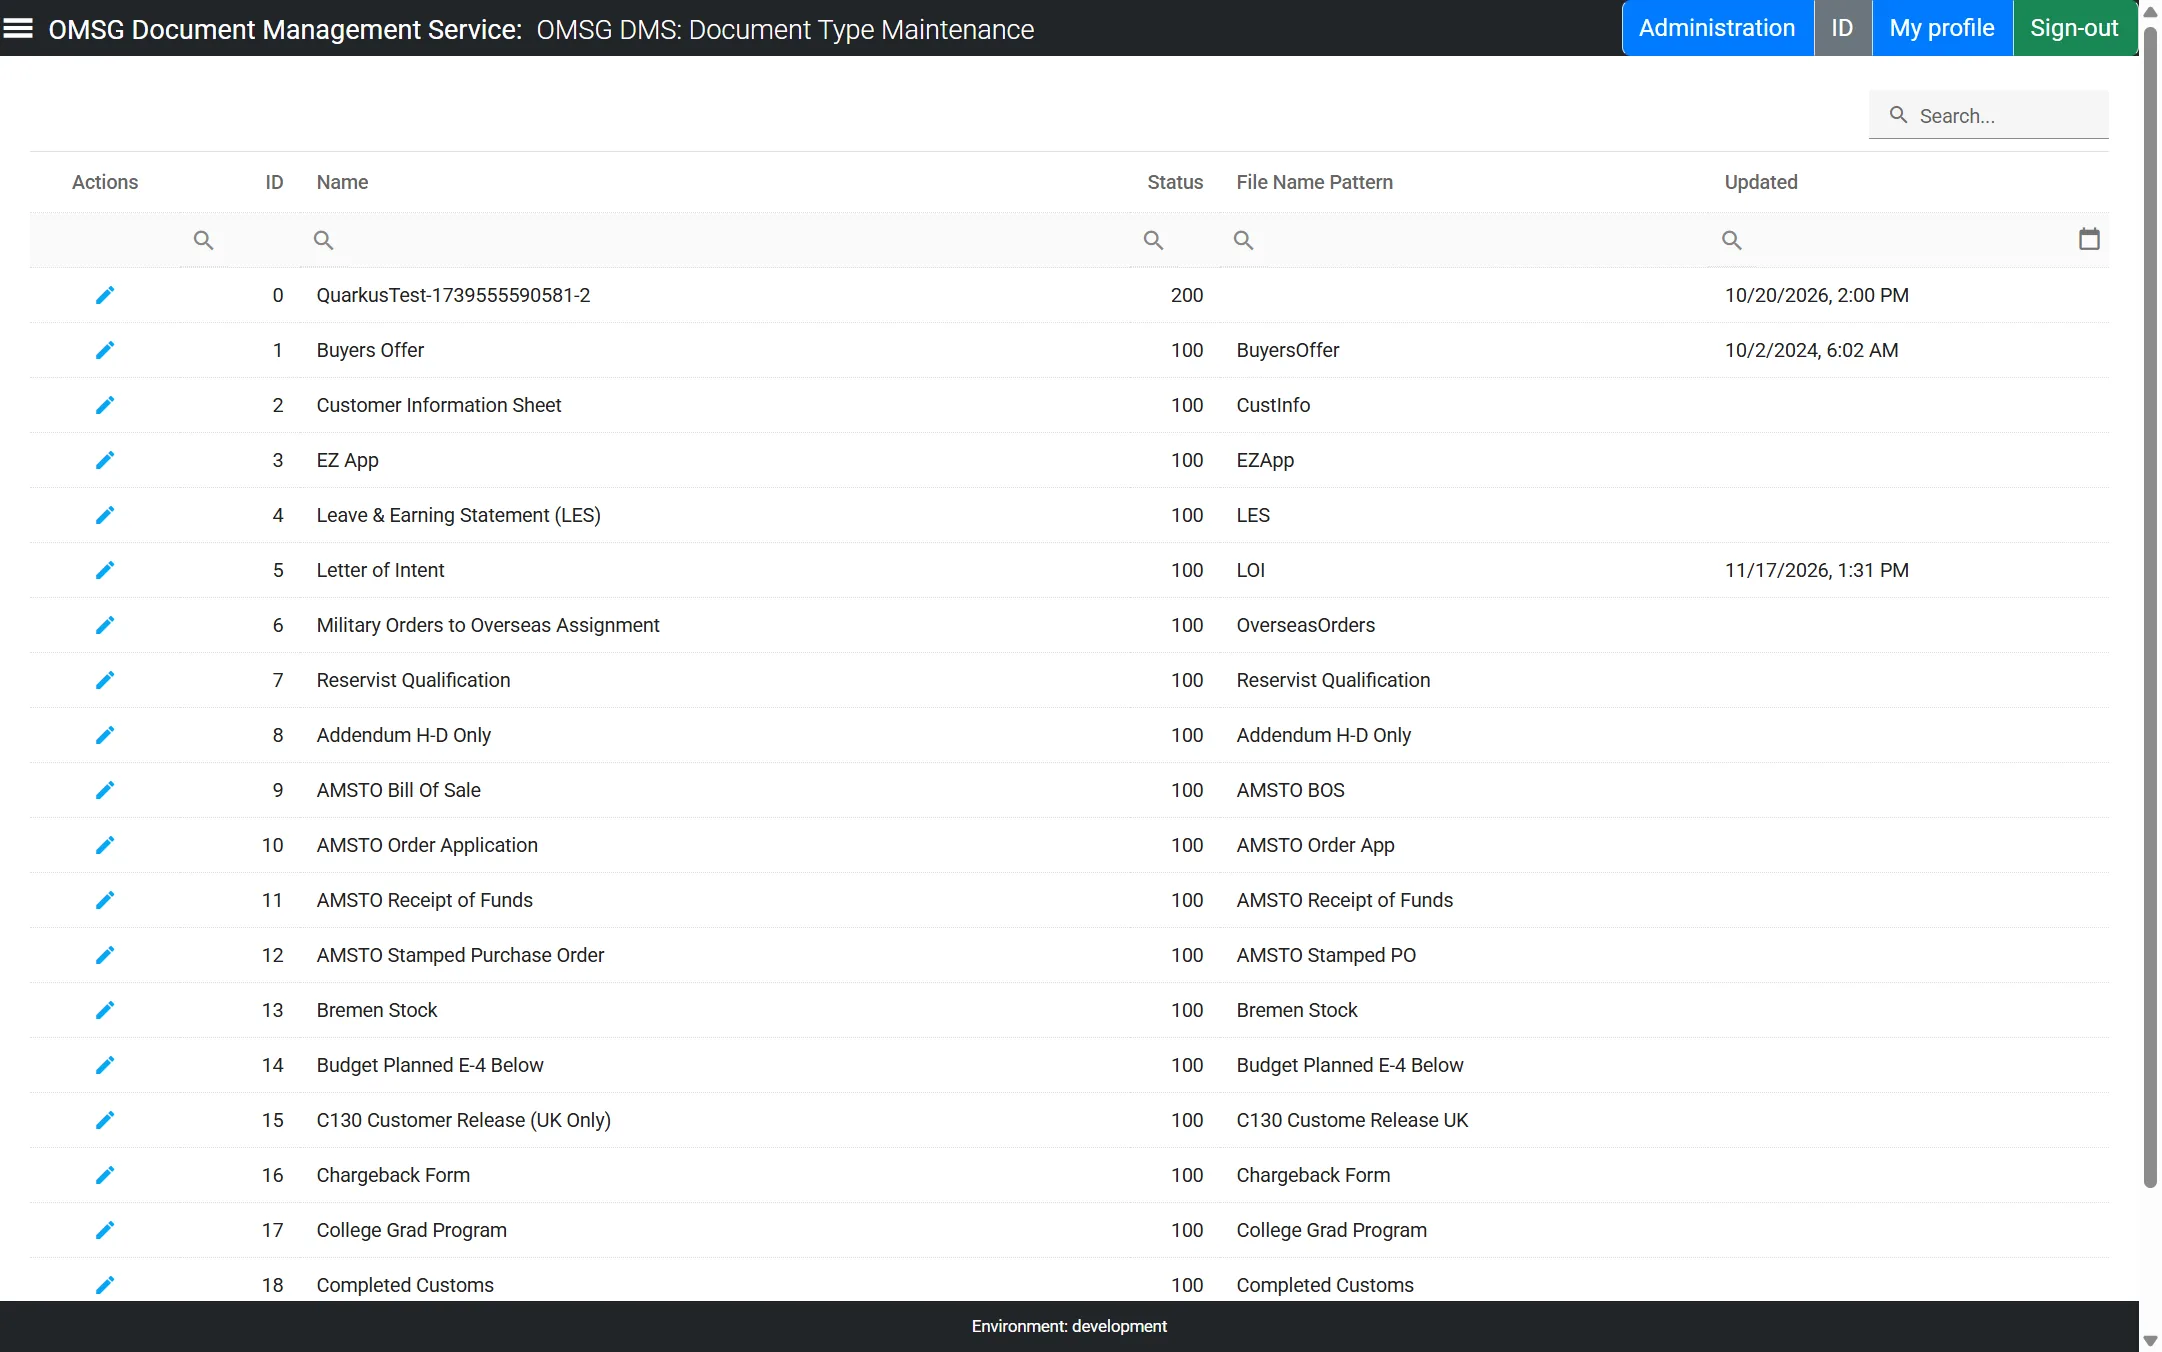 OMSG Document Management Service: OMSG DMS: Document Type Maintenance Administration ID My profile Sign-out
Search...
Actions ID Name Status File Name Pattern Updated
0 QuarkusTest-1739555590581-2 200 10/20/2026, 2:00 PM
1 Buyers Offer 100 BuyersOffer 10/2/2024, 6:02 AM
2 Customer Information Sheet 100 CustInfo
3 EZ App 100 EZApp
4 Leave & Earning Statement (LES) 100 LES
5 Letter of Intent 100 LOI 11/17/2026, 1:31 PM
6 Military Orders to Overseas Assignment 100 OverseasOrders
7 Reservist Qualification 100 Reservist Qualification
8 Addendum H-D Only 100 Addendum H-D Only
9 AMSTO Bill Of Sale 100 AMSTO BOS
10 AMSTO Order Application 100 AMSTO Order App
11 AMSTO Receipt of Funds 100 AMSTO Receipt of Funds
12 AMSTO Stamped Purchase Order 100 AMSTO Stamped PO
13 Bremen Stock 100 Bremen Stock
14 Budget Planned E-4 Below 100 Budget Planned E-4 Below
15 C130 Customer Release (UK Only) 100 C130 Custome Release UK
16 Chargeback Form 100 Chargeback Form
17 College Grad Program 100 College Grad Program
18 Completed Customs 100 Completed Customs
Environment: development